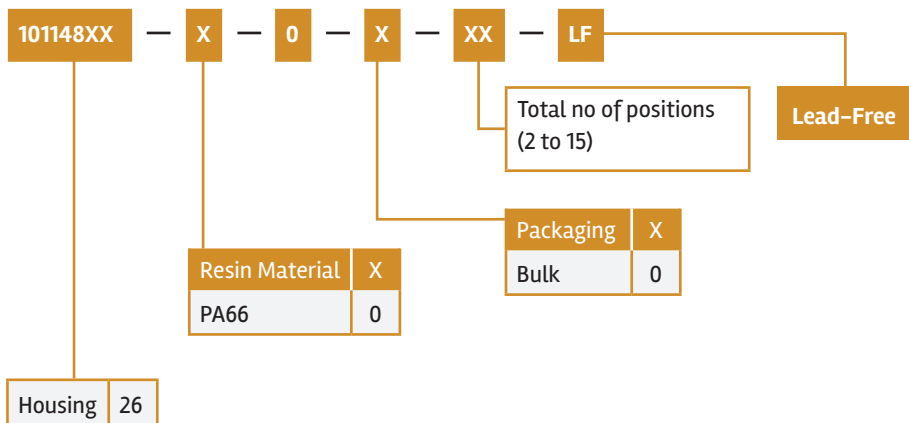 101148XX — X — 0 — X — XX — LF
Total no of positions
(2 to 15)
Lead-Free
Packaging X
Bulk 0
Resin Material X
PA66 0
Housing 26